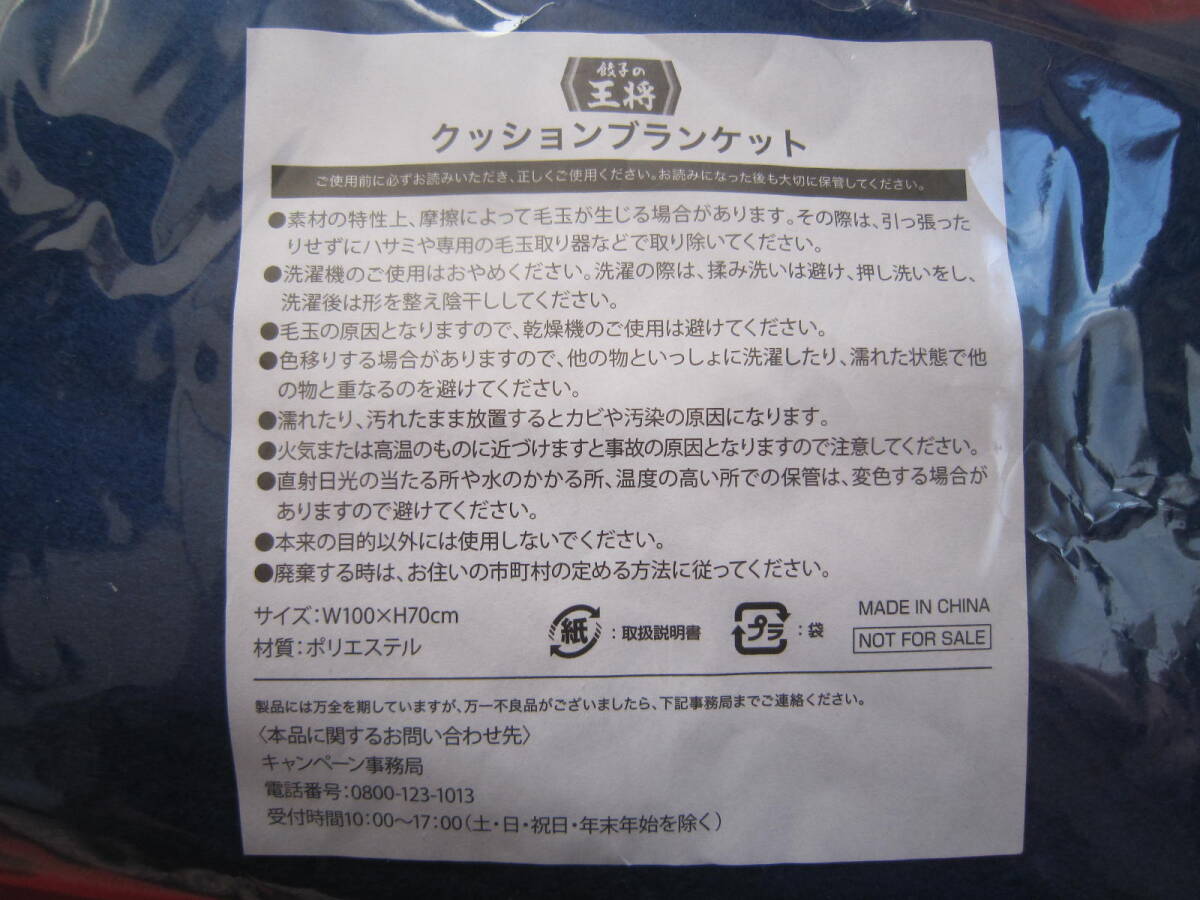 餃子の
王将
クッションブランケット
ご使用前に必ずお読みいただき、正しくご使用ください。お読みになった後も大切に保管してください。
●素材の特性上、摩擦によって毛玉が生じる場合があります。その際は、引っ張った
りせずにハサミや専用の毛玉取り器などで取り除いてください。
●洗濯機のご使用はおやめください。洗濯の際は、揉み洗いは避け、押し洗いをし、
洗濯後は形を整え陰干ししてください。
●毛玉の原因となりますので、乾燥機のご使用は避けてください。
●色移りする場合がありますので、他の物といっしょに洗濯したり、濡れた状態で他
の物と重なるのを避けてください。
●濡れたり、汚れたまま放置するとカビや汚染の原因になります。
●火気または高温のものに近づけますと事故の原因となりますので注意してください。
●直射日光の当たる所や水のかかる所、温度の高い所での保管は、変色する場合が
ありますので避けてください。
●本来の目的以外には使用しないでください。
●廃棄する時は、お住いの市町村の定める方法に従ってください。
サイズ:W100×H70cm
材質:ポリエステル
紙:取扱説明書
プラ:袋
MADE IN CHINA
NOT FOR SALE
製品には万全を期していますが、万一不良品がございましたら、下記事務局までご連絡ください。
〈本品に関するお問い合わせ先〉
キャンペーン事務局
電話番号:0800-123-1013
受付時間10:00〜17:00(土・日・祝日・年末年始を除く)